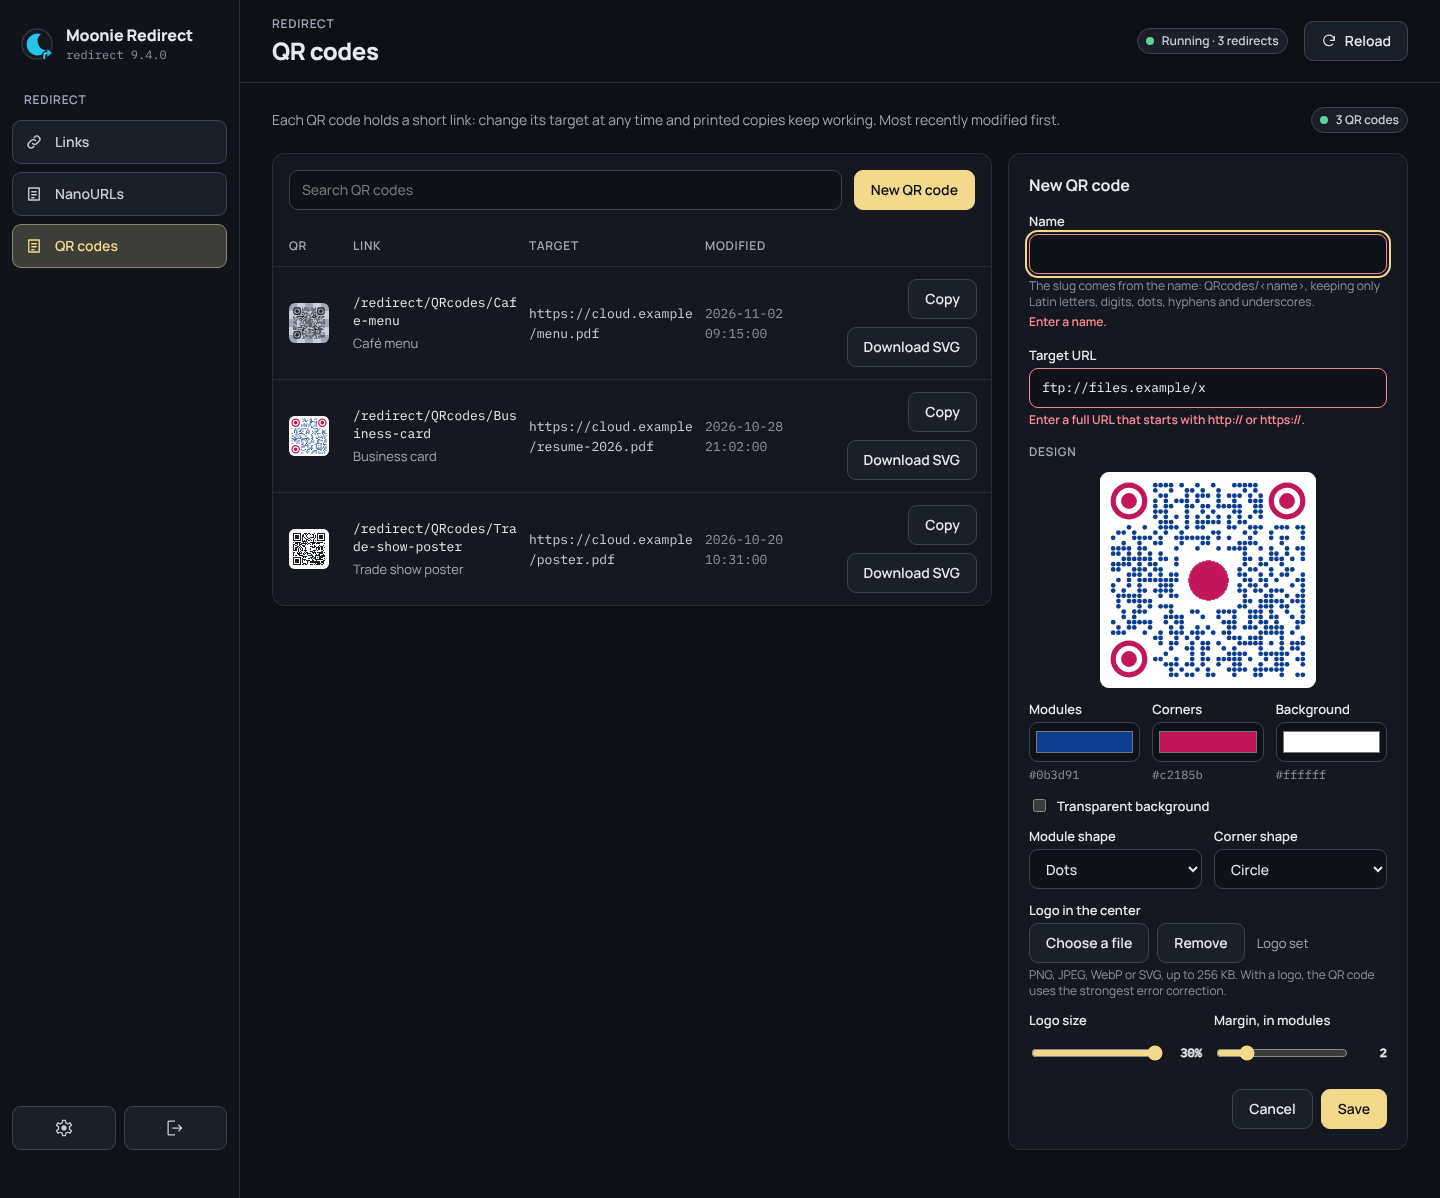 Moonie Redirect
redirect 9.4.0
REDIRECT
Links
NanoURLs
QR codes
REDIRECT
QR codes
Running · 3 redirects
Reload
Each QR code holds a short link: change its target at any time and printed copies keep working. Most recently modified first.
3 QR codes
Search QR codes
New QR code
QR
LINK
TARGET
MODIFIED
/redirect/QRcodes/Caf
e-menu
Café menu
https://cloud.example
/menu.pdf
2026-11-02
09:15:00
Copy
Download SVG
/redirect/QRcodes/Bus
iness-card
Business card
https://cloud.example
/resume-2026.pdf
2026-10-28
21:02:00
Copy
Download SVG
/redirect/QRcodes/Tra
de-show-poster
Trade show poster
https://cloud.example
/poster.pdf
2026-10-20
10:31:00
Copy
Download SVG
New QR code
Name
The slug comes from the name: QRcodes/<name>, keeping only
Latin letters, digits, dots, hyphens and underscores.
Enter a name.
Target URL
ftp://files.example/x
Enter a full URL that starts with http:// or https://.
DESIGN
Modules
Corners
Background
#0b3d91
#c2185b
#ffffff
Transparent background
Module shape
Corner shape
Dots
Circle
Logo in the center
Choose a file
Remove
Logo set
PNG, JPEG, WebP or SVG, up to 256 KB. With a logo, the QR code
uses the strongest error correction.
Logo size
Margin, in modules
30%
2
Cancel
Save